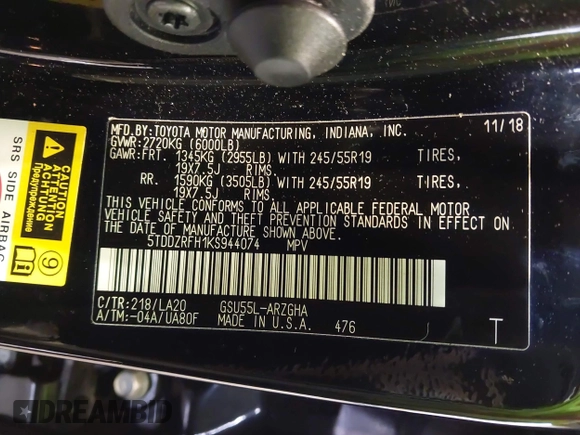 MFD.BY:TOYOTA MOTOR MANUFACTURING, INDIANA, INC. 11/18
GVWR:2720KG (6000LB)
GAWR:FRT. 1345KG (2955LB) WITH 245/55R19 TIRES,
19X7.5J RIMS.
RR. 1590KG (3505LB) WITH 245/55R19 TIRES,
19X7.5J RIMS.
THIS VEHICLE CONFORMS TO ALL APPLICABLE FEDERAL MOTOR
VEHICLE SAFETY AND THEFT PREVENTION STANDARDS IN EFFECT ON
THE DATE OF MANUFACTURE SHOWN ABOVE.
5TDDZRFH1KS944074 MPV
C/TR:218/LA20 GSU55L-ARZGHA
A/TM:-04A/UA80F MADE IN U.S.A. 476 T
SRS SIDE AIRBAG
CAUTION
ATTENTION
ACHTUNG
Предупреждение
9
DREAMBID